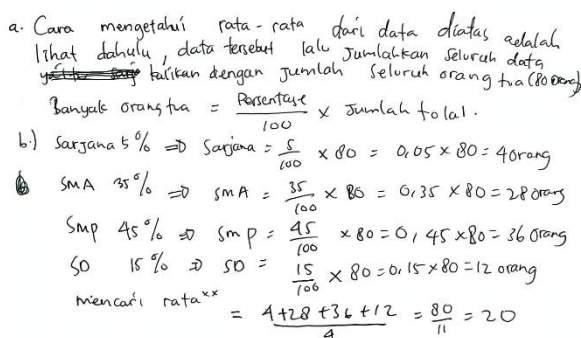 a. Cara mengetahui rata-rata dari data diatas adalah
lihat dahulu, data tersebut lalu Jumlahkan seluruh data
kalikan dengan jumlah seluruh orang tua (80 orang)
Banyak orang tua = Persentase / 100 × Jumlah total.
b.) Sarjana 5% => Sarjana = 5/100 × 80 = 0,05 × 80 = 4 orang
SMA 35% => SMA = 35/100 × 80 = 0,35 × 80 = 28 orang
Smp 45% => smp = 45/100 × 80 = 0,45 × 80 = 36 orang
SD 15% => SD = 15/100 × 80 = 0,15 × 80 = 12 orang
mencari rata xx
= 4+28+36+12 / 4 = 80/11 = 20